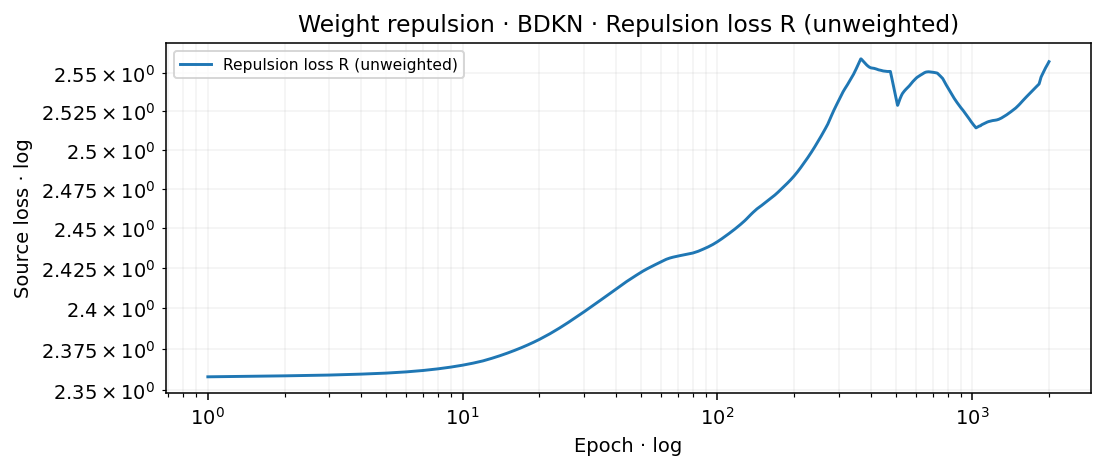 Weight repulsion · BDKN · Repulsion loss R (unweighted)
Repulsion loss R (unweighted)
Source loss · log
2.55 × 10⁰
2.525 × 10⁰
2.5 × 10⁰
2.475 × 10⁰
2.45 × 10⁰
2.425 × 10⁰
2.4 × 10⁰
2.375 × 10⁰
2.35 × 10⁰
10⁰ 10¹ 10² 10³
Epoch · log